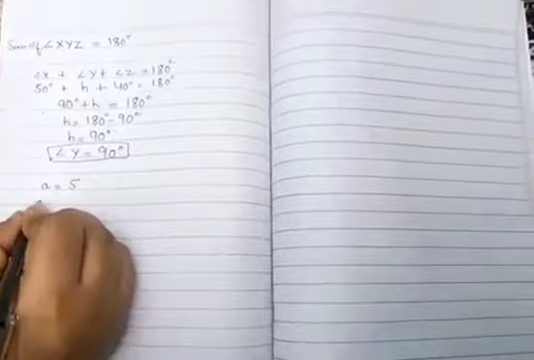 Sum of ∠XYZ = 180°
∠x + ∠y + ∠z = 180°
50° + h + 40° = 180°
90° + h = 180°
h = 180° - 90°
h = 90°
∠y = 90°
a = 5